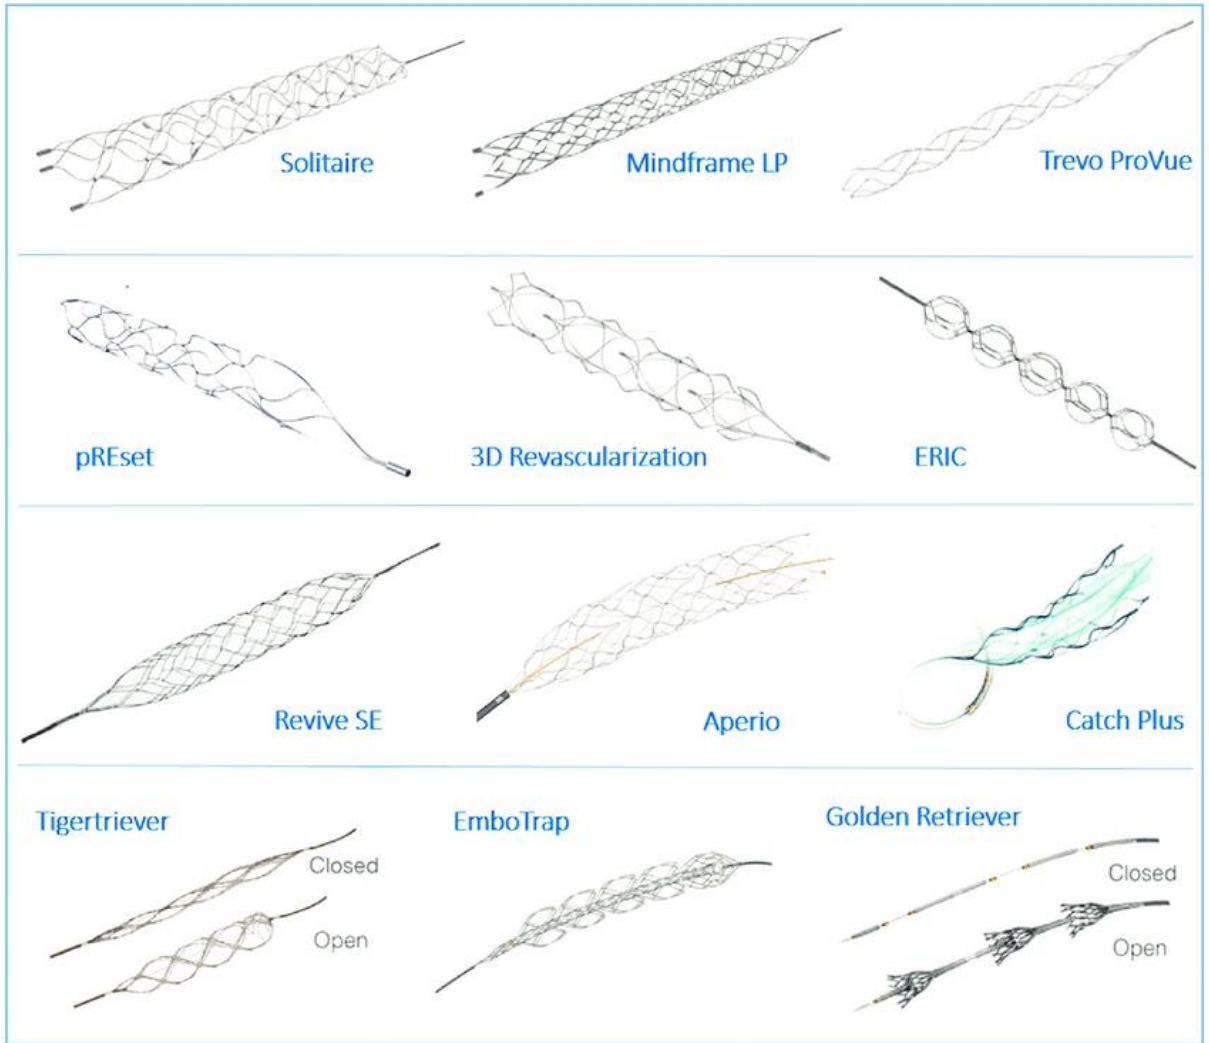 Solitaire
Mindframe LP
Trevo ProVue
pREset
3D Revascularization
ERIC
Revive SE
Aperio
Catch Plus
Tigertriever
Closed
Open
EmboTrap
Golden Retriever
Closed
Open